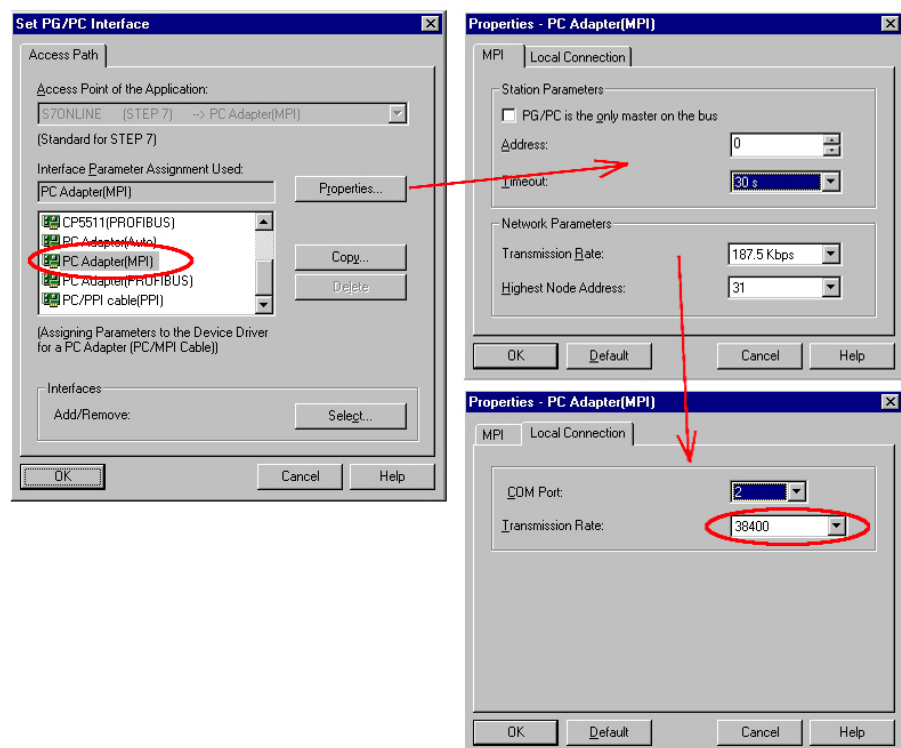 Set PG/PC Interface
Access Path
Access Point of the Application:
S7ONLINE (STEP 7) --> PC Adapter(MPI)
(Standard for STEP 7)
Interface Parameter Assignment Used:
PC Adapter(MPI)
Properties...
CP5511(PROFIBUS)
PC Adapter(Auto)
PC Adapter(MPI)
PC Adapter(PROFIBUS)
PC/PPI cable(PPI)
Copy...
Delete
(Assigning Parameters to the Device Driver
for a PC Adapter (PC/MPI Cable))
Interfaces
Add/Remove:
Select...
OK
Cancel
Help
Properties - PC Adapter(MPI)
MPI
Local Connection
Station Parameters
PG/PC is the only master on the bus
Address:
0
Timeout:
30 s
Network Parameters
Transmission Rate:
187.5 Kbps
Highest Node Address:
31
OK
Default
Cancel
Help
Properties - PC Adapter(MPI)
MPI
Local Connection
COM Port:
2
Transmission Rate:
38400
OK
Default
Cancel
Help